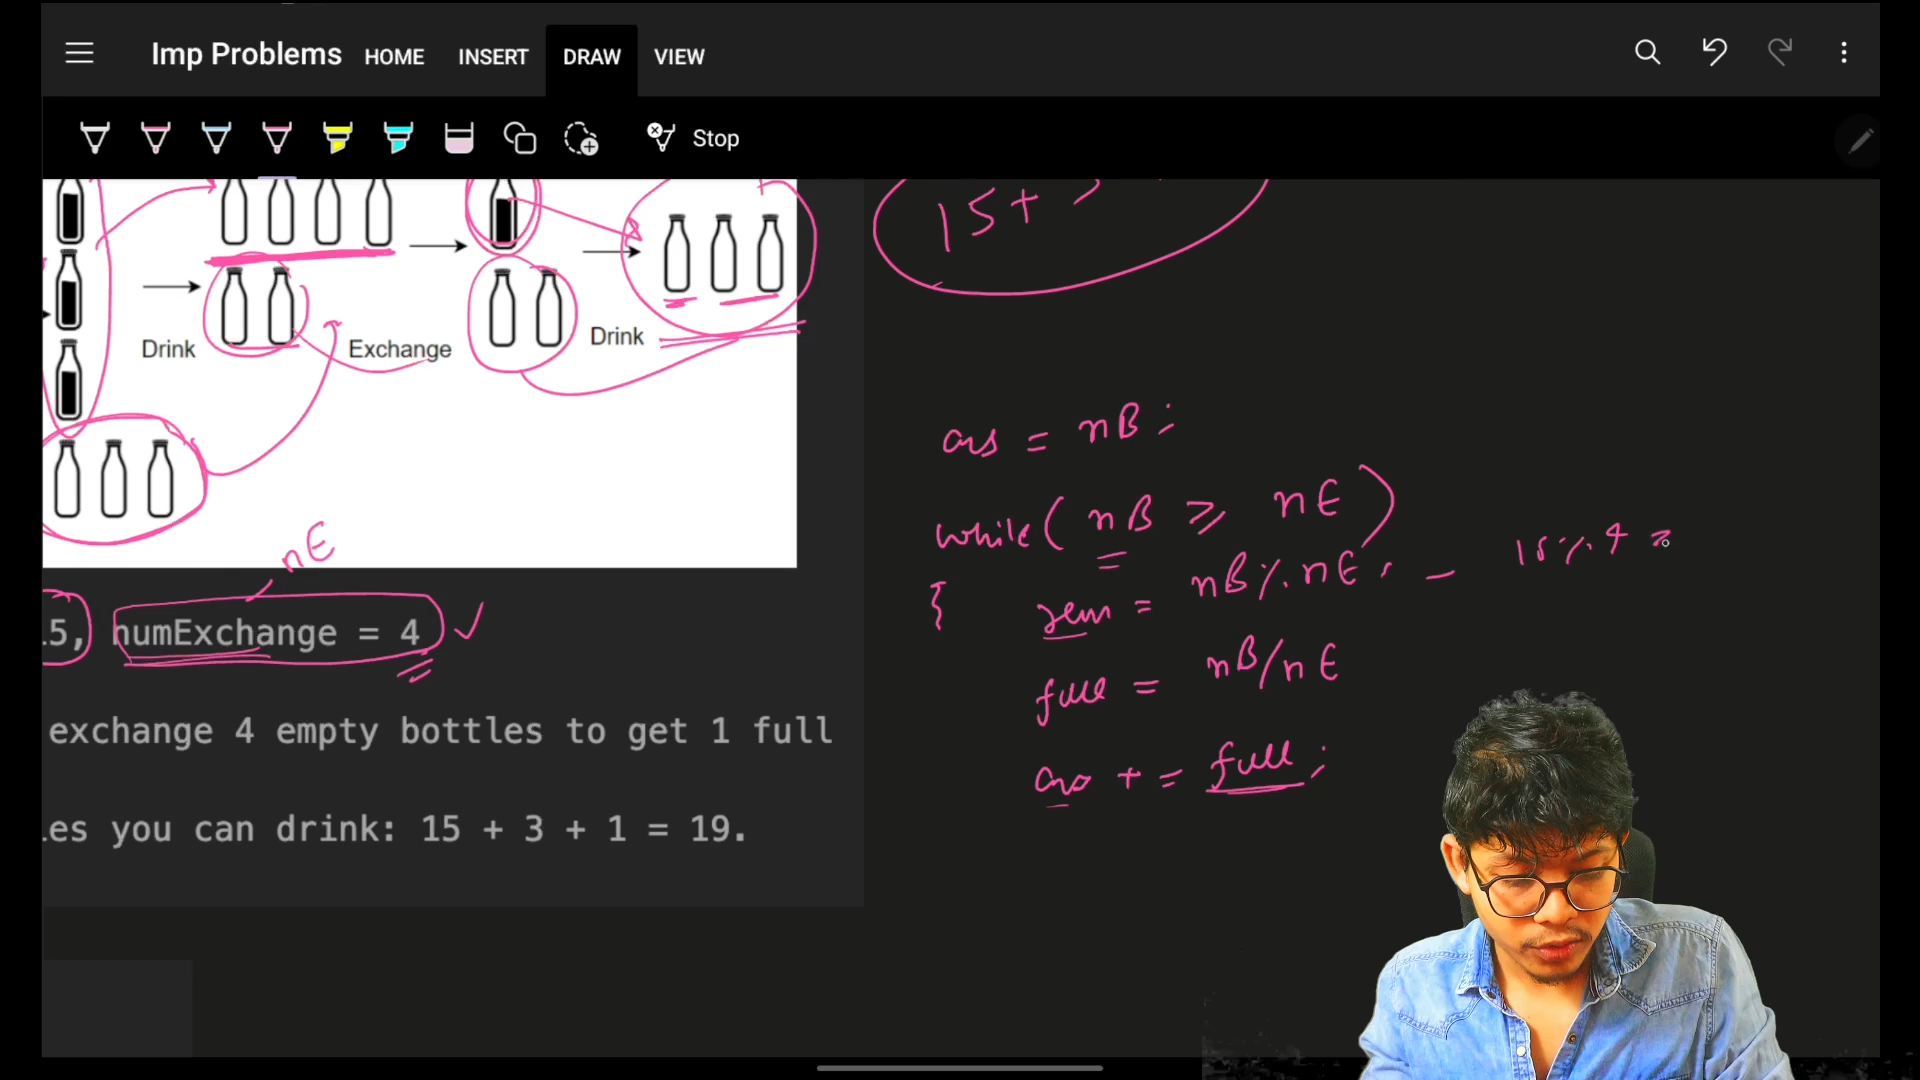 Imp Problems HOME INSERT DRAW VIEW
Stop
15+3
Drink
Exchange
Drink
nE
.5, numExchange = 4
exchange 4 empty bottles to get 1 full
les you can drink: 15 + 3 + 1 = 19.
ans = nB;
while( nB ≥ nE )
{ rem = nB%nE, - 15%4 =
full = nB/nE
ans += full;